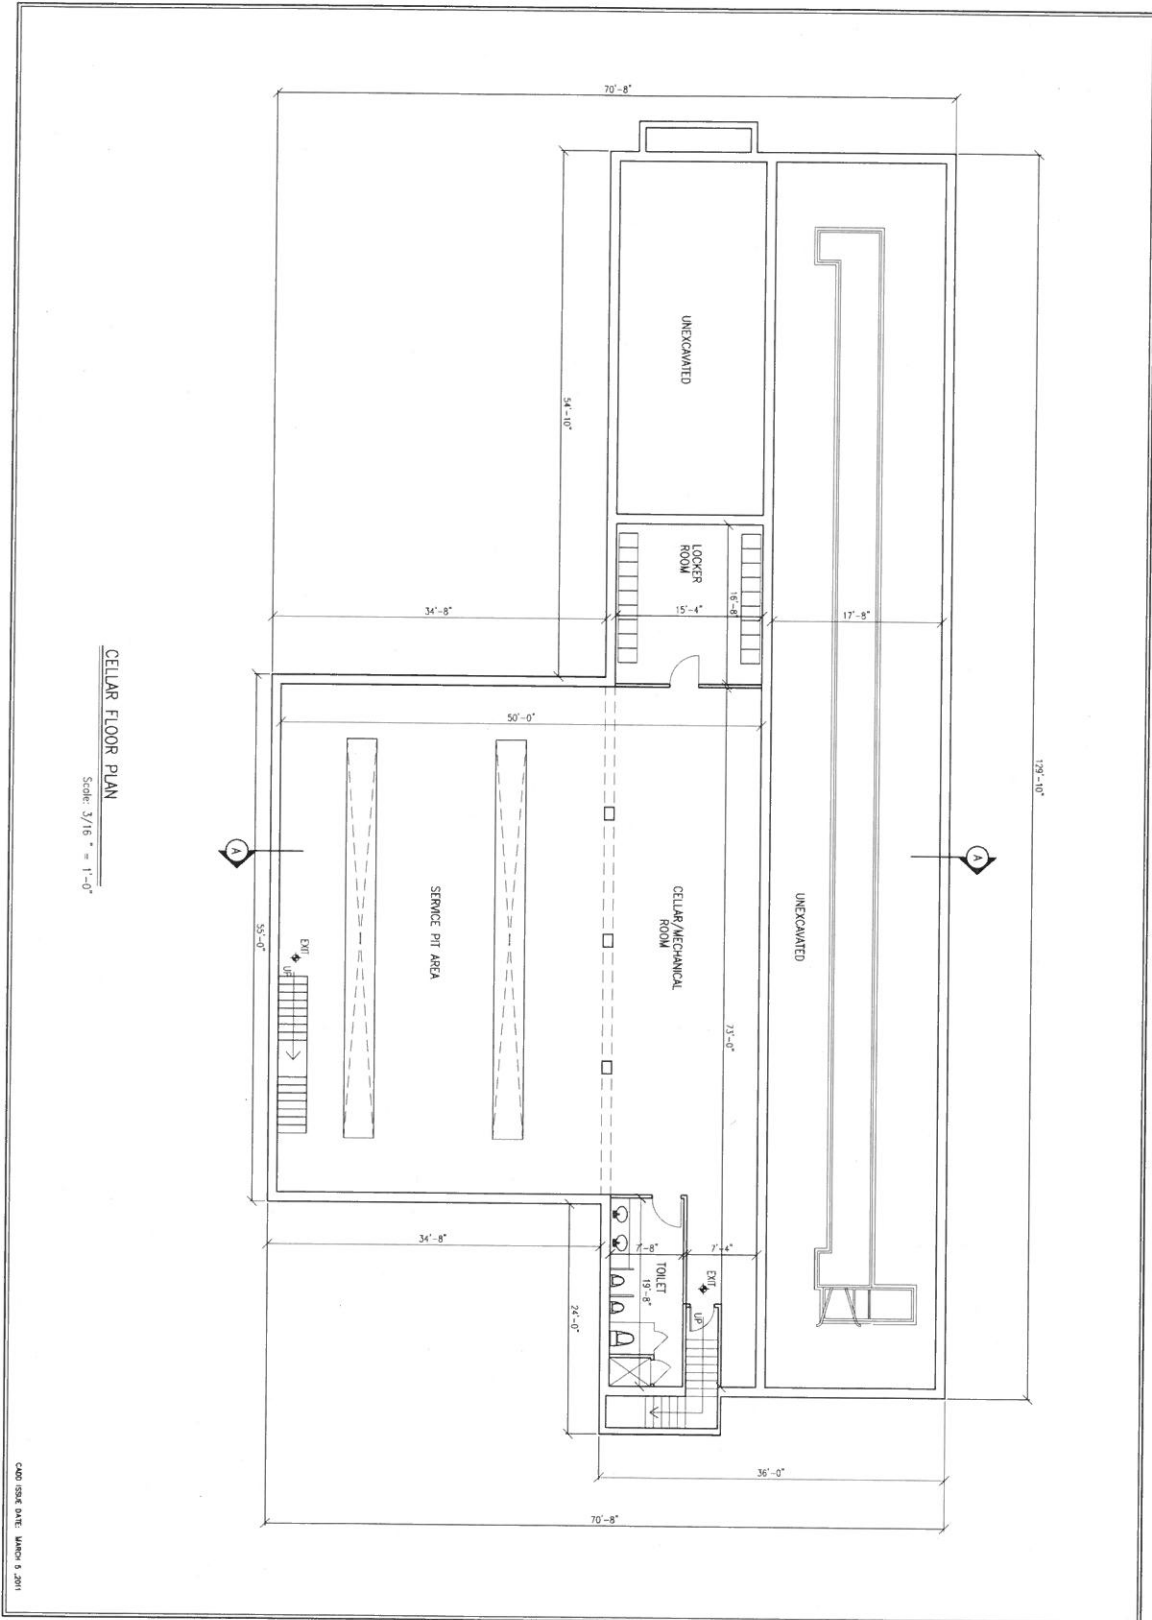 70'-8"
129'-10"
54'-10"
UNEXCAVATED
LOCKER
ROOM
16'-8"
15'-4"
17'-8"
34'-8"
50'-0"
A
A
UNEXCAVATED
CELLAR/MECHANICAL
ROOM
SERVICE PIT AREA
73'-0"
55'-0"
EXIT
UP
34'-8"
7'-8"
7'-4"
TOILET
19'-8"
EXIT
UP
24'-0"
36'-0"
70'-8"
CELLAR FLOOR PLAN
Scale: 3/16 " = 1'-0"
CADD ISSUE DATE: MARCH 5 ,2011